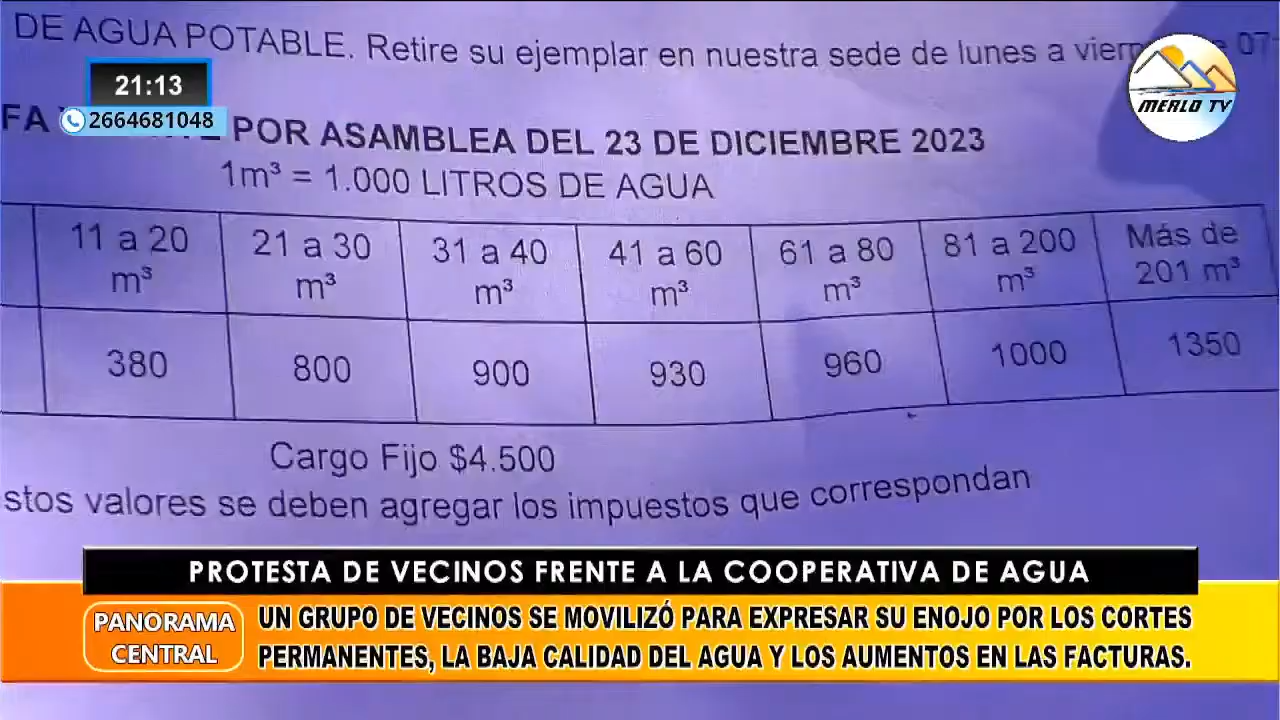 DE AGUA POTABLE. Retire su ejemplar en nuestra sede de lunes a
21:13
MERLO TV
2664681048
POR ASAMBLEA DEL 23 DE DICIEMBRE 2023
1m³ = 1.000 LITROS DE AGUA
11 a 20 m³
21 a 30 m³
31 a 40 m³
41 a 60 m³
61 a 80 m³
81 a 200 m³
Más de 201 m³
380
800
900
930
960
1000
1350
Cargo Fijo $4.500
stos valores se deben agregar los impuestos que correspondan
PROTESTA DE VECINOS FRENTE A LA COOPERATIVA DE AGUA
PANORAMA CENTRAL
UN GRUPO DE VECINOS SE MOVILIZÓ PARA EXPRESAR SU ENOJO POR LOS CORTES
PERMANENTES, LA BAJA CALIDAD DEL AGUA Y LOS AUMENTOS EN LAS FACTURAS.